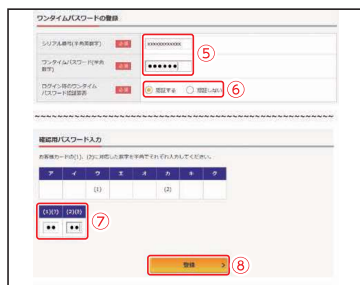 ワンタイムパスワードの登録
シリアル番号(半角英数字) 必須 xxxxxxxxxxxx
⑤
ワンタイムパスワード(半角数字) 必須 ●●●●●●
ログイン時のワンタイムパスワード認証要否 必須 認証する 認証しない ⑥
確認用パスワード入力
お客様カードの(1)、(2)に対応した数字を半角でそれぞれ入力してください。
ア イ ウ エ オ カ キ ク
(1) (2)
(1)(ウ) (2)(カ)
●● ●● ⑦
登録 > ⑧